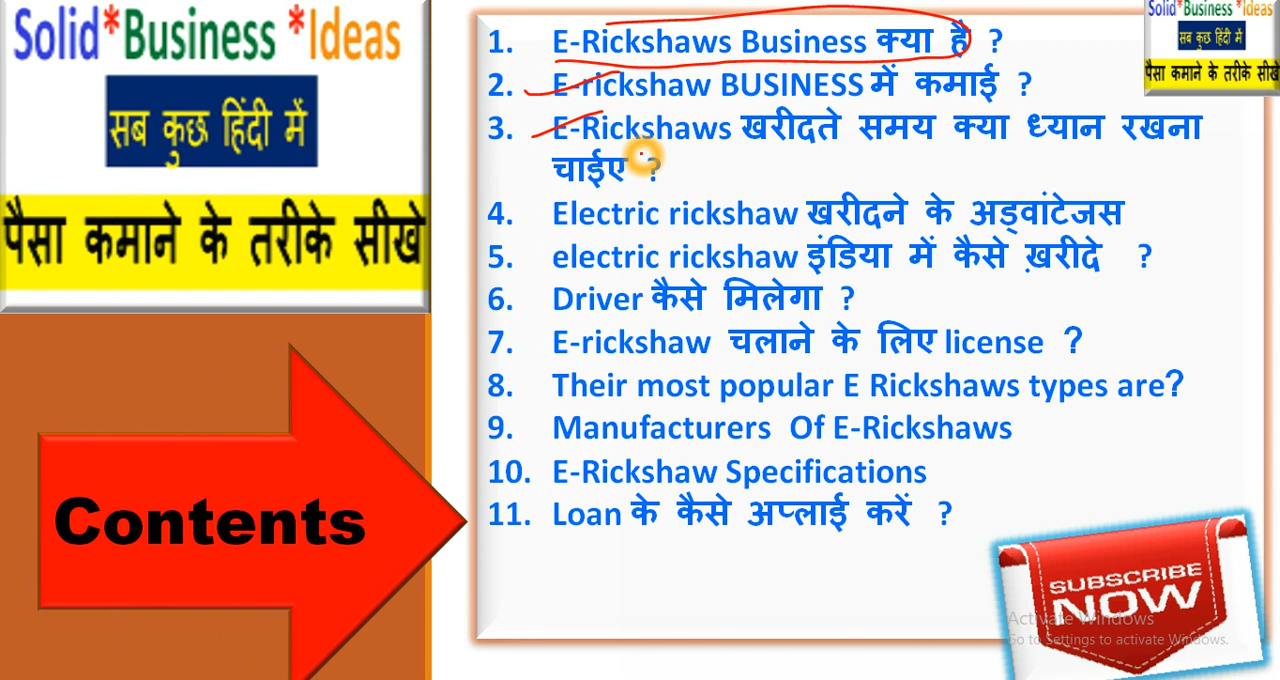 Solid*Business *Ideas
सब कुछ हिंदी में
पैसा कमाने के तरीके सीखे
Contents
1. E-Rickshaws Business क्या है ?
2. E-rickshaw BUSINESS में कमाई ?
3. E-Rickshaws खरीदते समय क्या ध्यान रखना
चाईए ?
4. Electric rickshaw खरीदने के अड्वांटेजस
5. electric rickshaw इंडिया में कैसे ख़रीदे ?
6. Driver कैसे मिलेगा ?
7. E-rickshaw चलाने के लिए license ?
8. Their most popular E Rickshaws types are?
9. Manufacturers Of E-Rickshaws
10. E-Rickshaw Specifications
11. Loan के कैसे अप्लाई करें ?
Solid*Business *Ideas
सब कुछ हिंदी में
पैसा कमाने के तरीके सीखे
SUBSCRIBE
NOW
Activate Windows
Go to Settings to activate Windows.